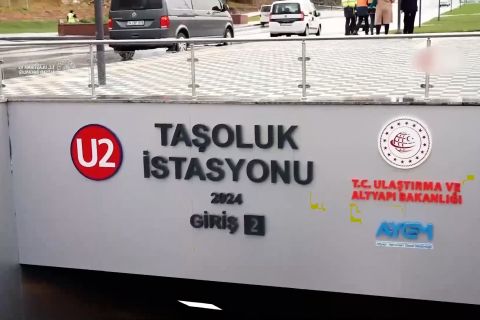 U2
TAŞOLUK
İSTASYONU
2024
GİRİŞ 2
T.C. ULAŞTIRMA VE
ALTYAPI BAKANLIĞI
AYGM